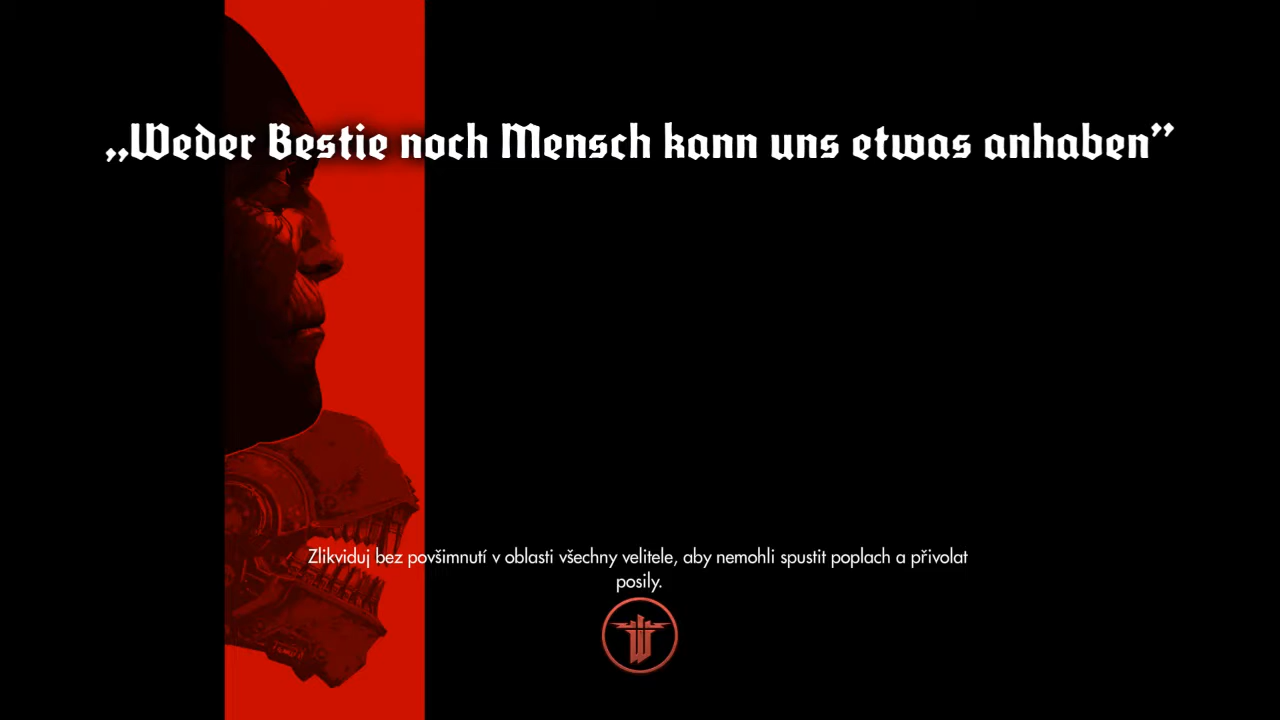 „Weder Bestie noch Mensch kann uns etwas anhaben”
Zlikviduj bez povšimnutí v oblasti všechny velitele, aby nemohli spustit poplach a přivolat
posily.